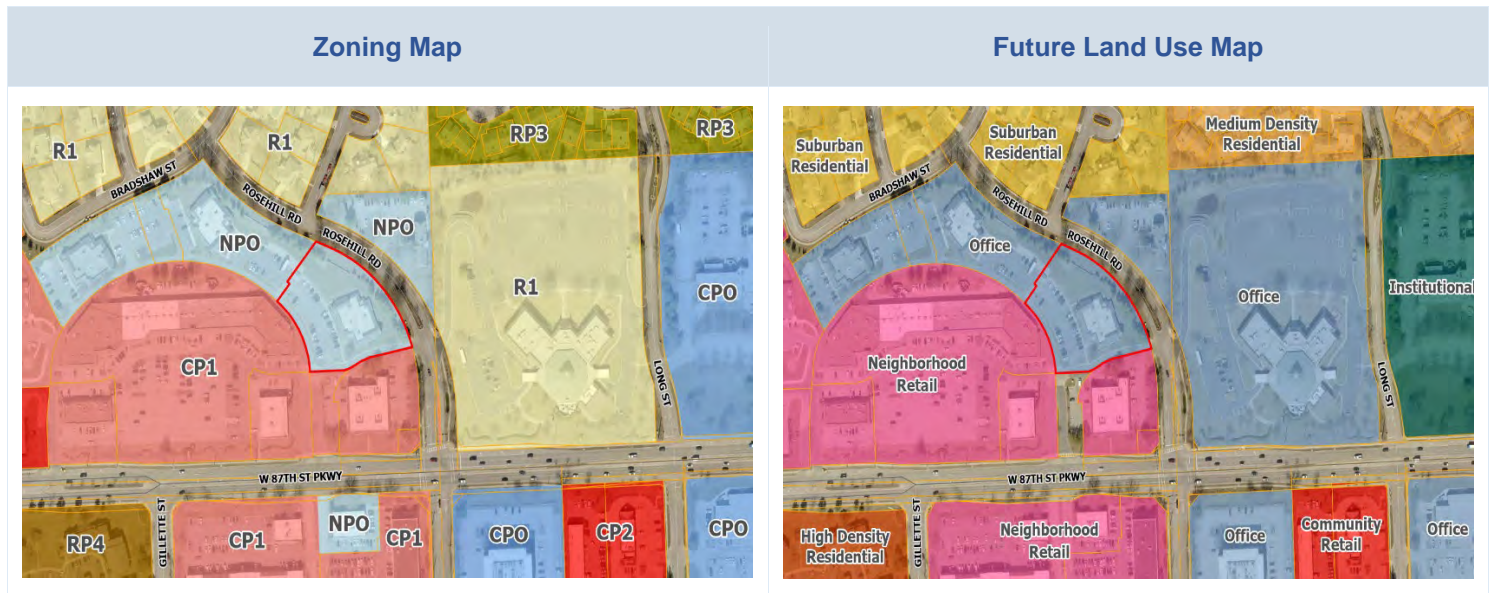 Zoning Map
Future Land Use Map
R1
R1
RP3
RP3
BRADSHAW ST
ROSEHILL RD
NPO
NPO
ROSEHILL RD
R1
CPO
CP1
LONG ST
W 87TH ST PKWY
GILLETTE ST
RP4
CP1
NPO
CP1
CPO
CP2
CPO
Suburban
Residential
Suburban
Residential
Medium Density
Residential
BRADSHAW ST
ROSEHILL RD
Office
ROSEHILL RD
Office
Institutional
Neighborhood
Retail
LONG ST
W 87TH ST PKWY
GILLETTE ST
High Density
Residential
Neighborhood
Retail
Office
Community
Retail
Office